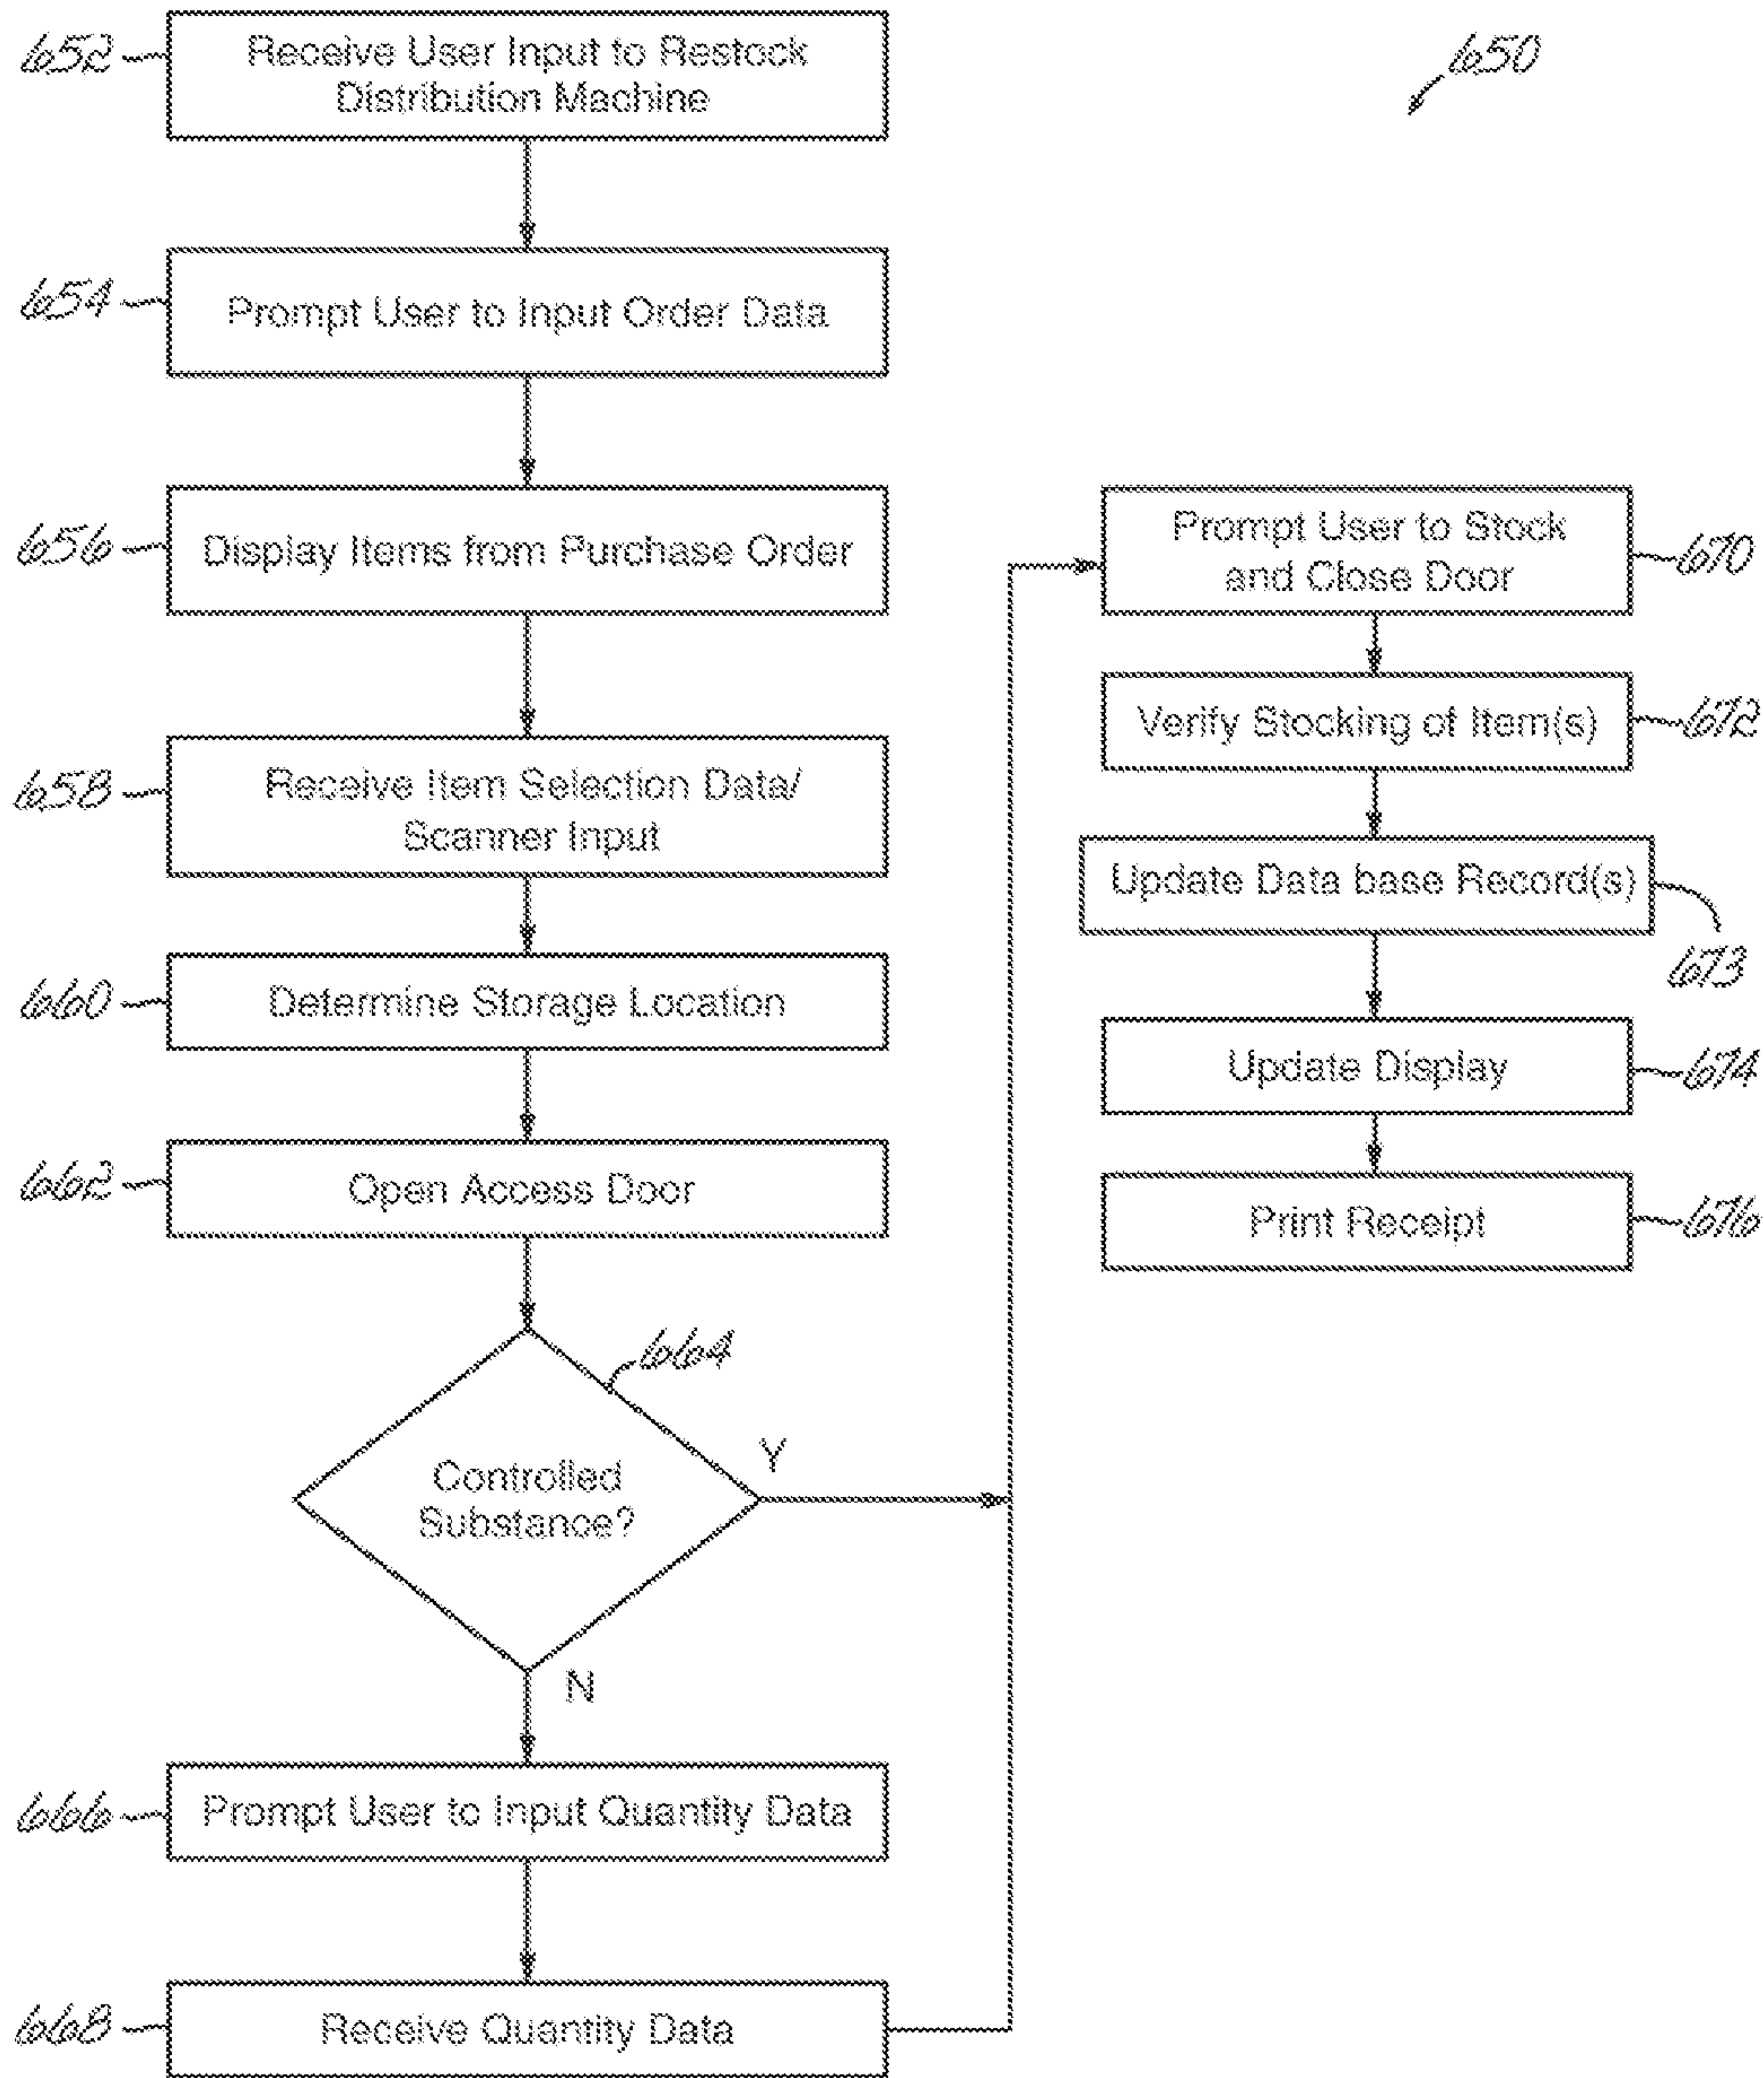 650
652
Receive User Input to Restock
Distribution Machine
654
Prompt User to Input Order Data
656
Display Items from Purchase Order
658
Receive Item Selection Data/
Scanner Input
660
Determine Storage Location
662
Open Access Door
664
Controlled
Substance?
Y
N
666
Prompt User to Input Quantity Data
668
Receive Quantity Data
Prompt User to Stock
and Close Door
670
Verify Stocking of Item(s)
672
Update Data base Record(s)
673
Update Display
674
Print Receipt
676